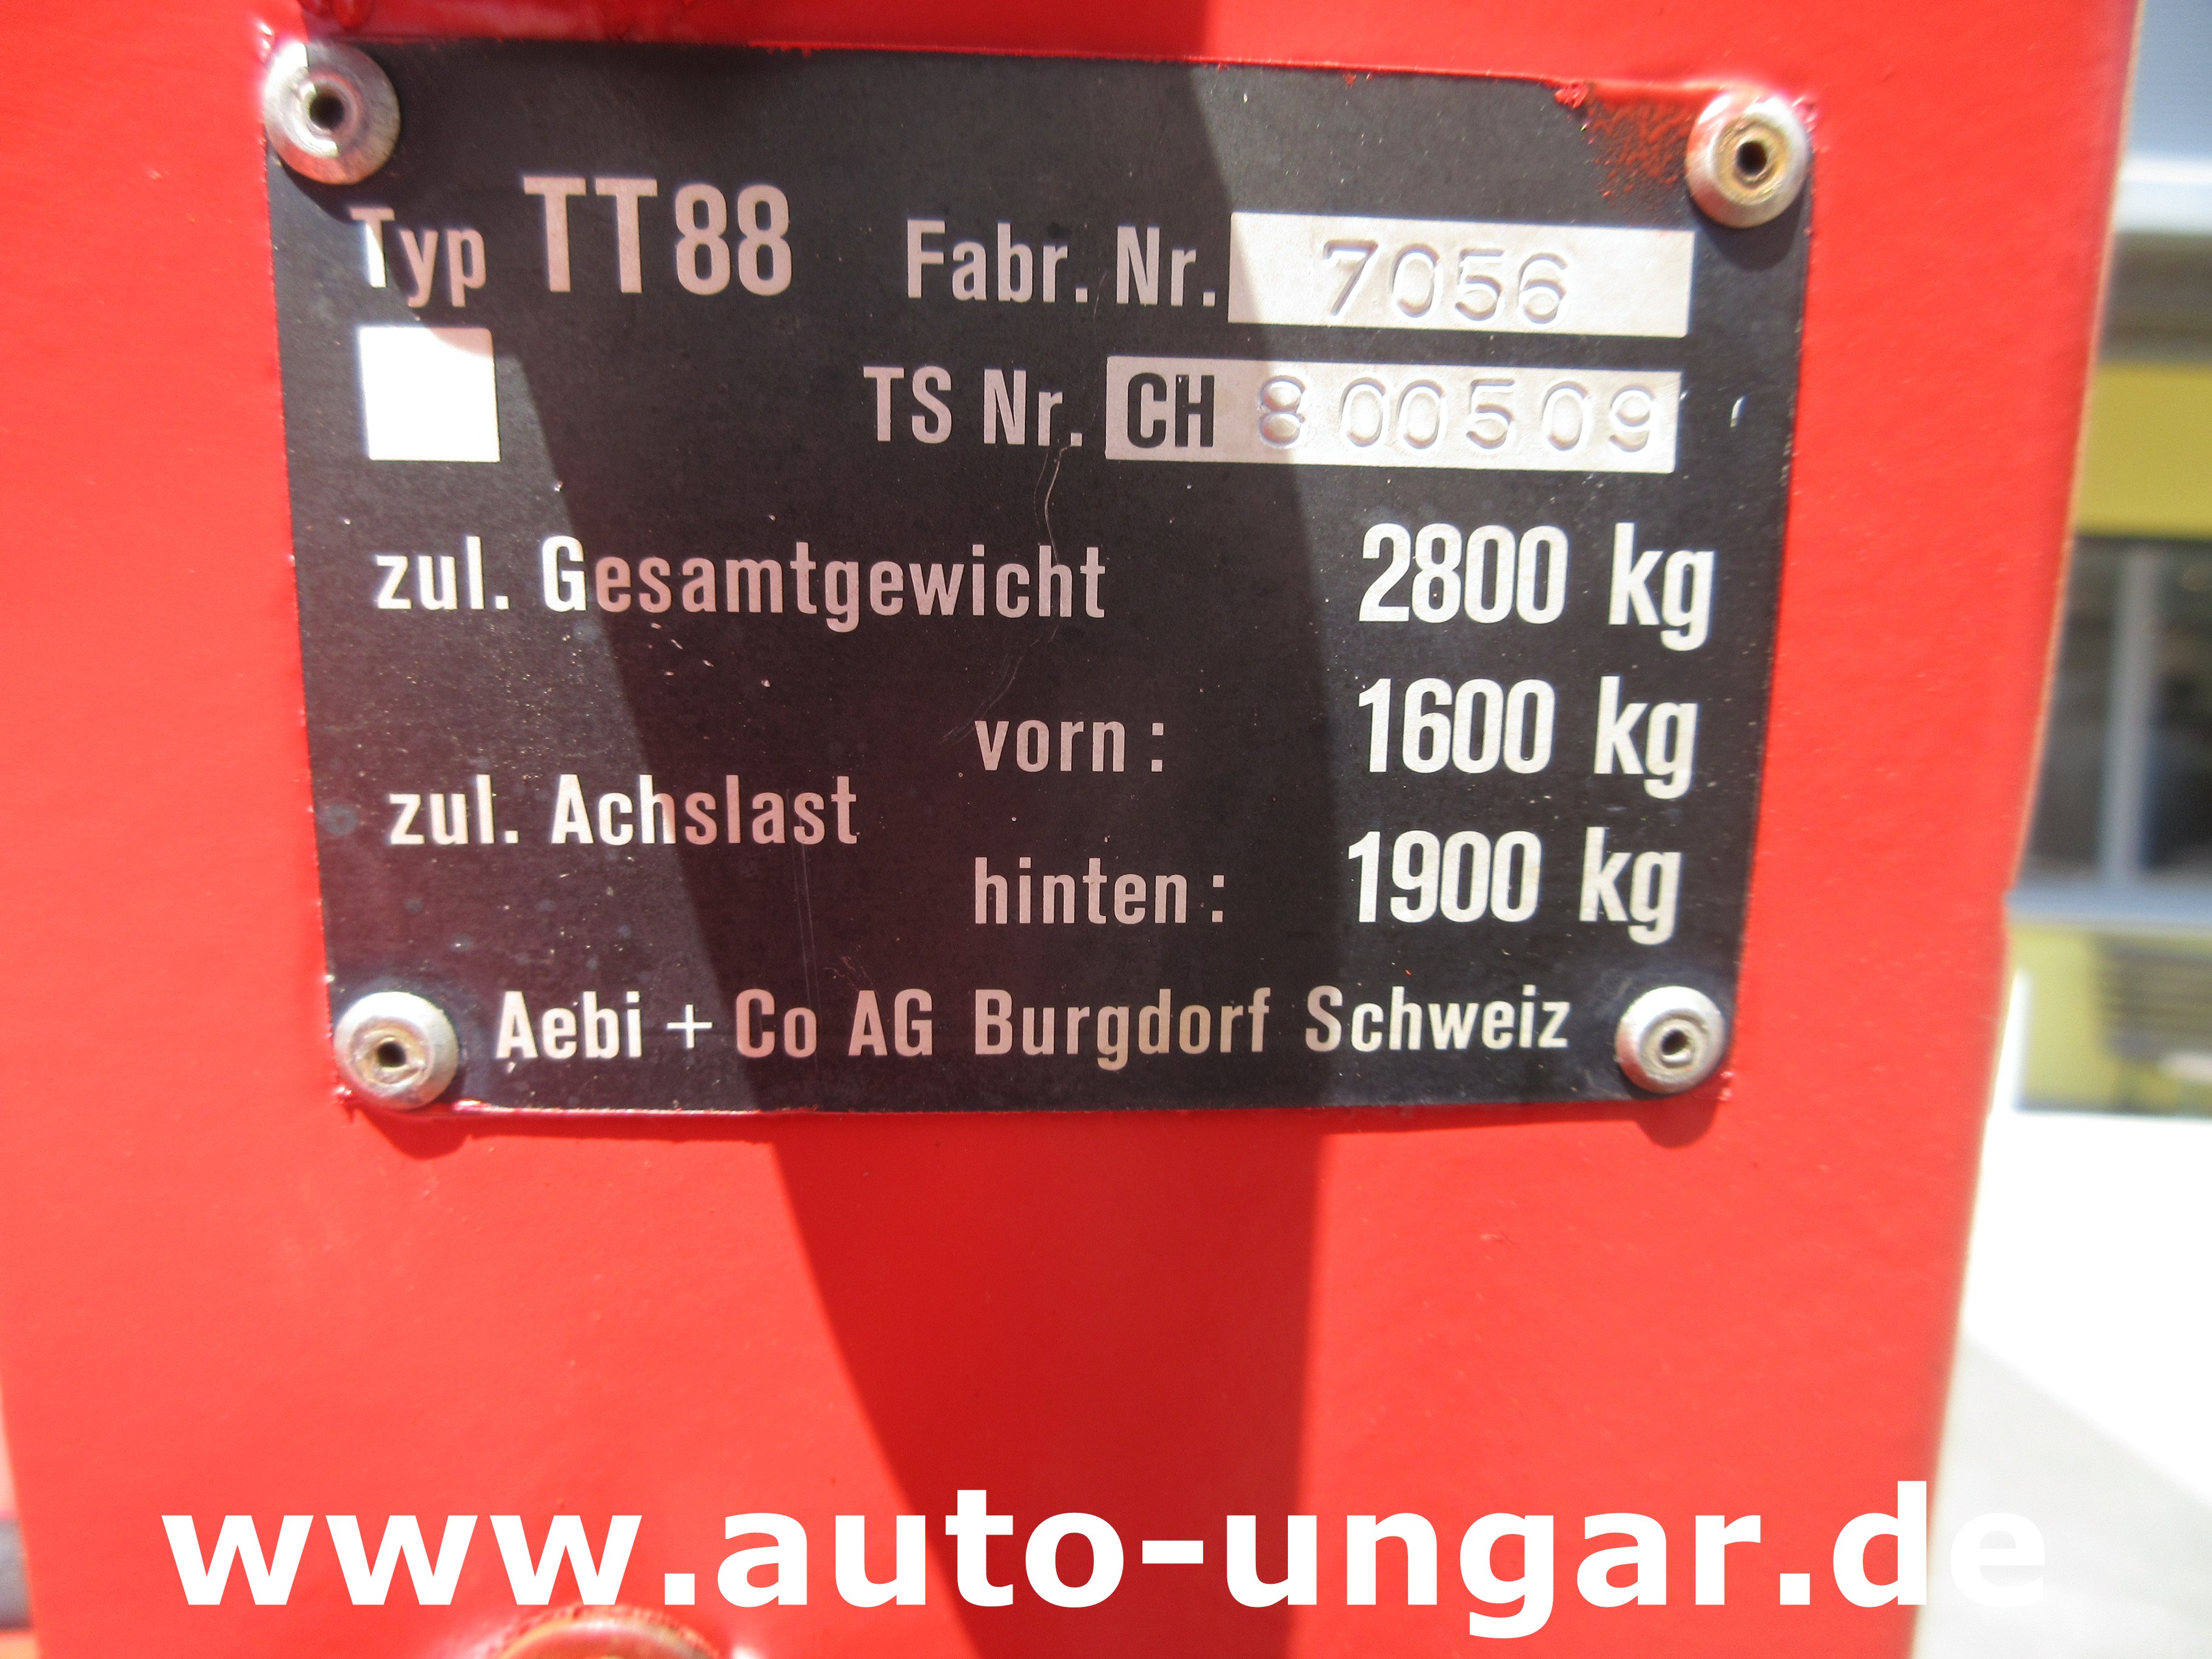 Typ TT88 Fabr. Nr. 7056
TS Nr. CH 800509
zul. Gesamtgewicht 2800 kg
vorn: 1600 kg
zul. Achslast
hinten: 1900 kg
Aebi + Co AG Burgdorf Schweiz
www.auto-ungar.de